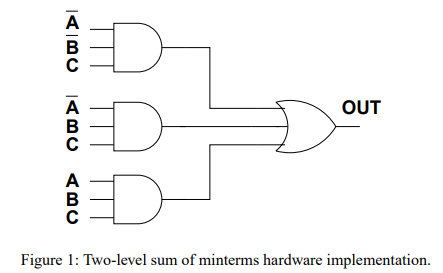 A̅
B̅
C
A̅
B
C
OUT
A
B
C
Figure 1: Two-level sum of minterms hardware implementation.